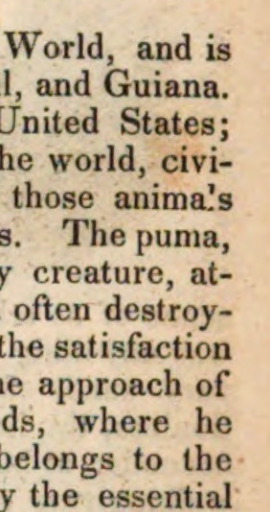 World, and is
l, and Guiana.
United States;
he world, civi-
those anima's
s. The puma,
y creature, at-
often destroy-
the satisfaction
he approach of
ds, where he
belongs to the
y the essential